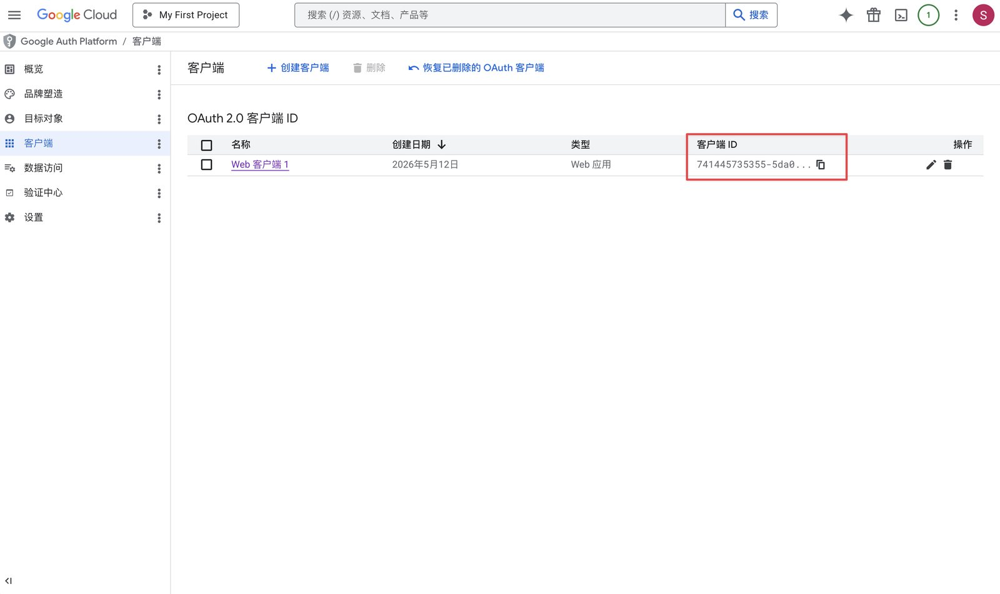 Google Cloud
My First Project
搜索 (/) 资源、文档、产品等
搜索
1
S
Google Auth Platform / 客户端
概览
品牌塑造
目标对象
客户端
数据访问
验证中心
设置
客户端
创建客户端
删除
恢复已删除的 OAuth 客户端
OAuth 2.0 客户端 ID
名称 创建日期 类型 客户端 ID 操作
Web 客户端 1 2026年5月12日 Web 应用 741445735355-5da0...